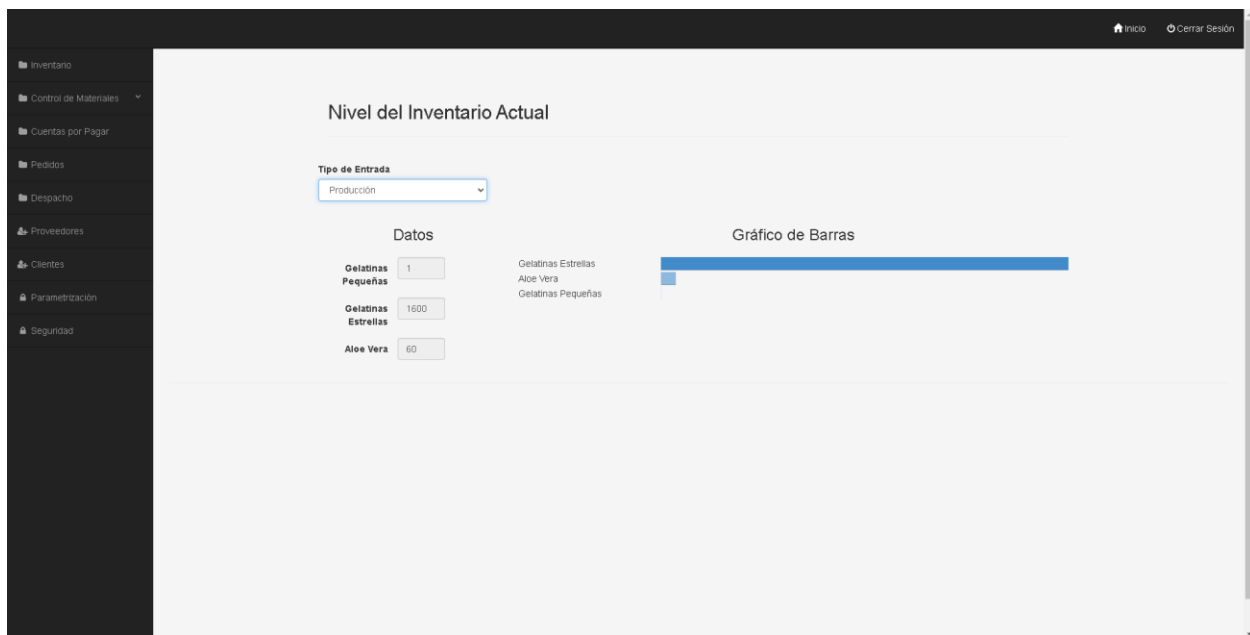 Inicio
Cerrar Sesión
Inventario
Control de Materiales
Cuentas por Pagar
Pedidos
Despacho
Proveedores
Clientes
Parametrización
Seguridad
Nivel del Inventario Actual
Tipo de Entrada
Producción
Datos
Gelatinas
Pequeñas
1
Gelatinas
Estrellas
1600
Aloe Vera
60
Gráfico de Barras
Gelatinas Estrellas
Aloe Vera
Gelatinas Pequeñas